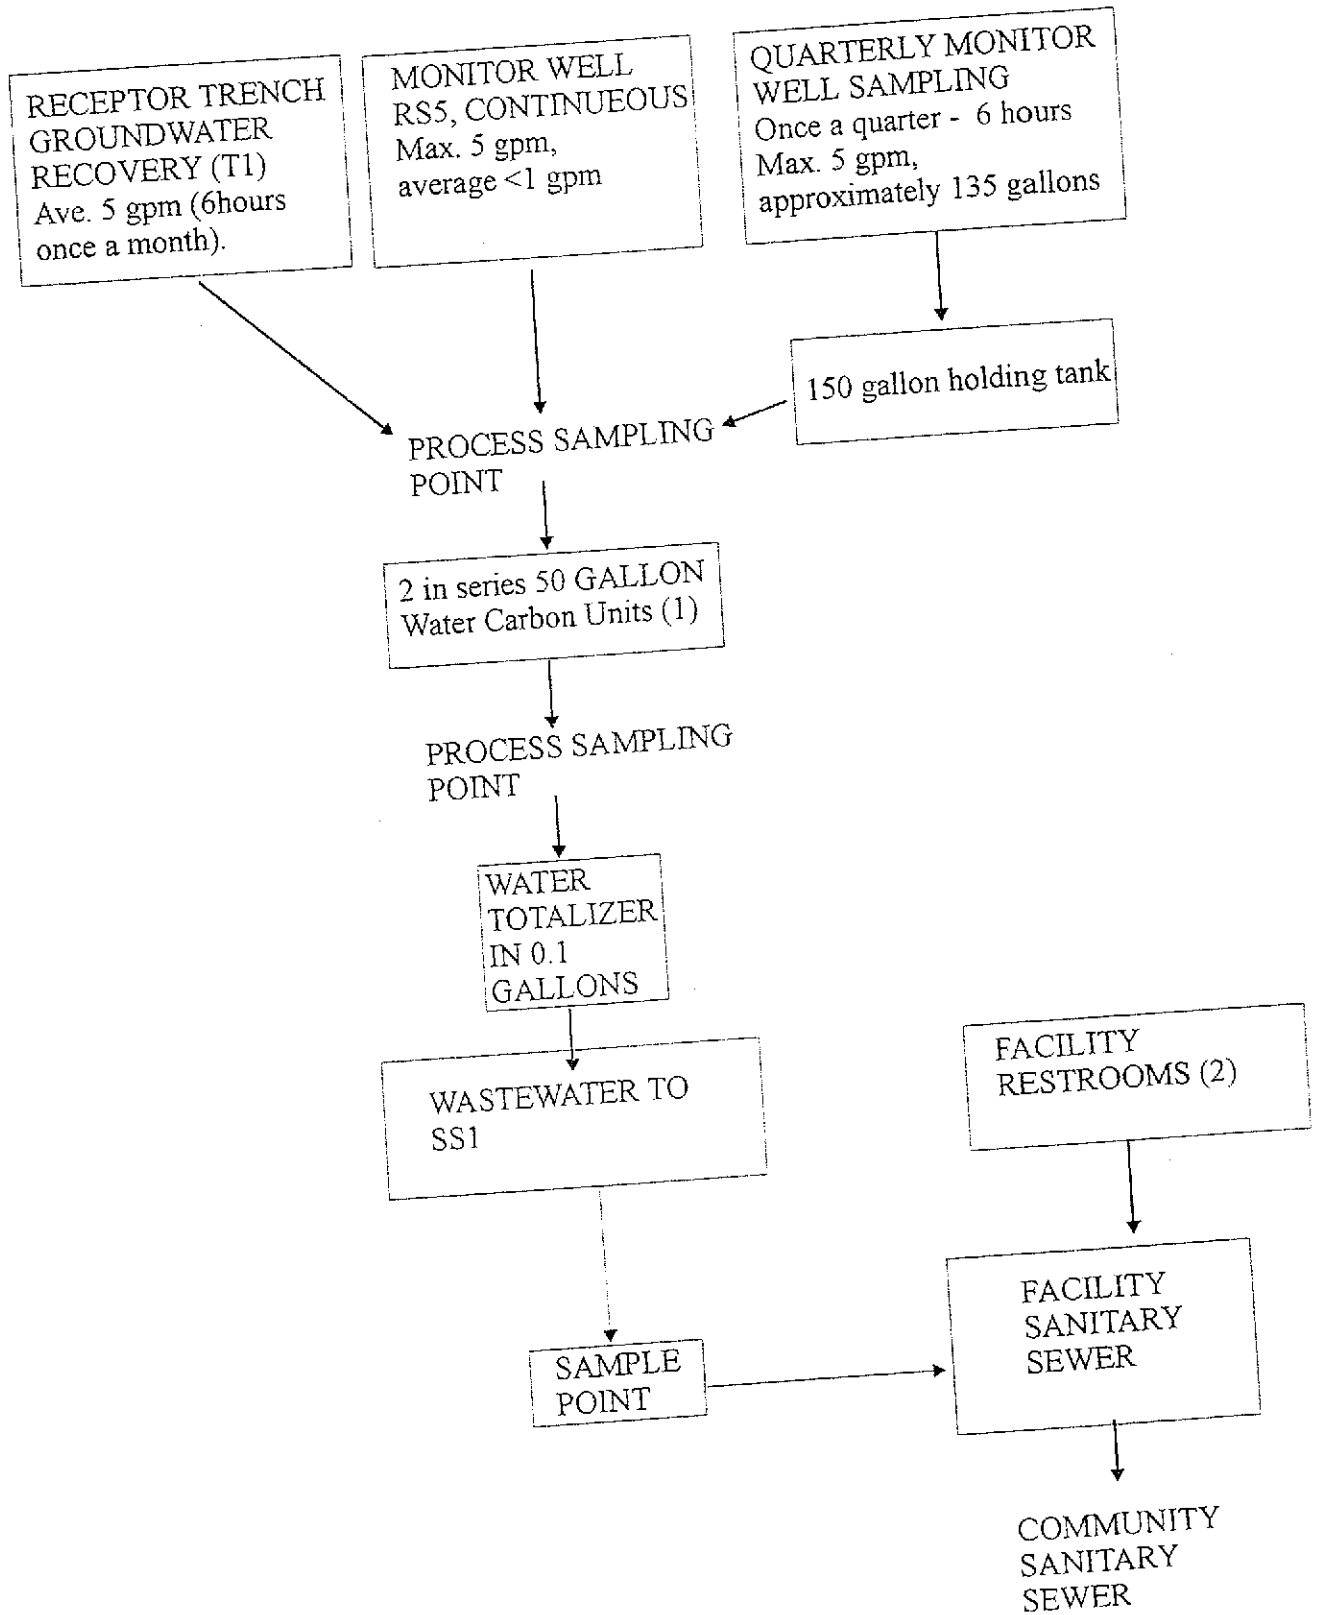 RECEPTOR TRENCH
GROUNDWATER
RECOVERY (T1)
Ave. 5 gpm (6hours
once a month).
MONITOR WELL
RS5, CONTINUEOUS
Max. 5 gpm,
average <1 gpm
QUARTERLY MONITOR
WELL SAMPLING
Once a quarter - 6 hours
Max. 5 gpm,
approximately 135 gallons
150 gallon holding tank
PROCESS SAMPLING
POINT
2 in series 50 GALLON
Water Carbon Units (1)
PROCESS SAMPLING
POINT
WATER
TOTALIZER
IN 0.1
GALLONS
WASTEWATER TO
SS1
FACILITY
RESTROOMS (2)
SAMPLE
POINT
FACILITY
SANITARY
SEWER
COMMUNITY
SANITARY
SEWER